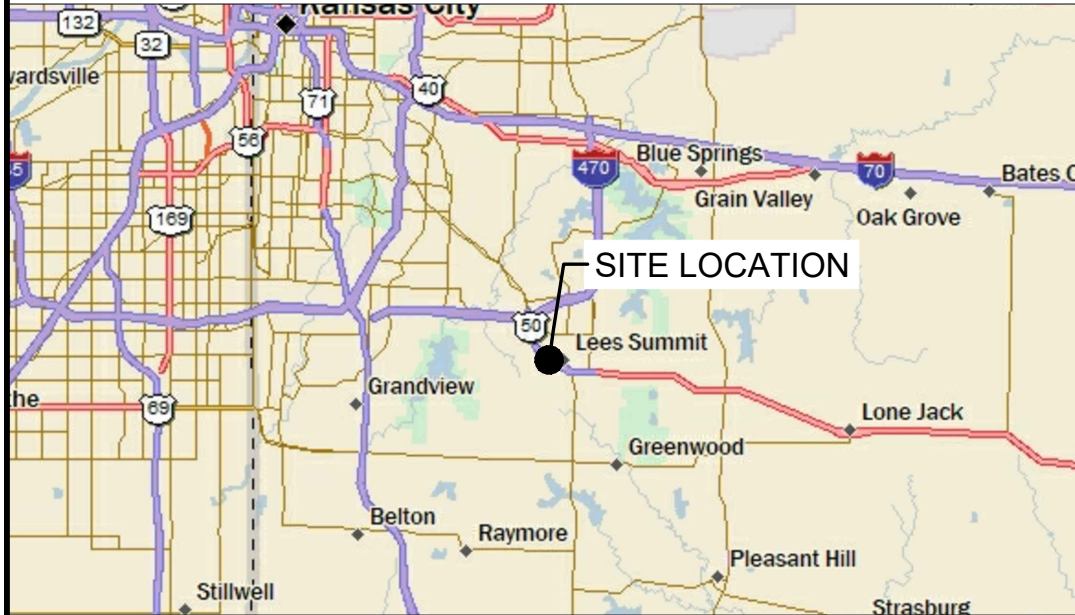 Kansas City
132
32
wardsville
71
40
56
470
Blue Springs
70
Bates C
Grain Valley
Oak Grove
169
SITE LOCATION
50
Lees Summit
Grandview
the
69
Lone Jack
Greenwood
Belton
Raymore
Pleasant Hill
Stillwell
Strasburg